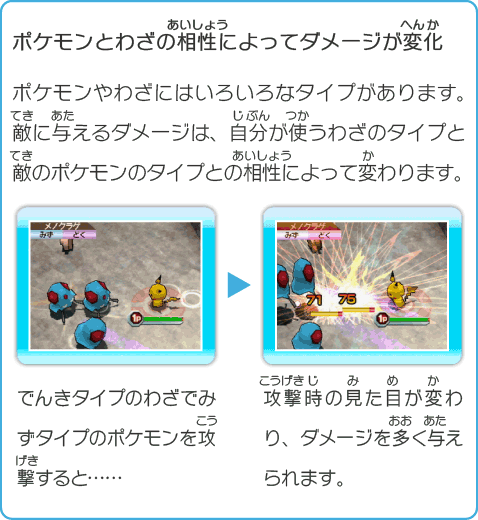 ポケモンとわざの相性によってダメージが変化
ポケモンやわざにはいろいろなタイプがあります。
敵に与えるダメージは、自分が使うわざのタイプと
敵のポケモンのタイプとの相性によって変わります。
メノクラゲ
みず どく
1P
メノクラゲ
みず どく
71 75
1P
でんきタイプのわざでみ
ずタイプのポケモンを攻
撃すると……
攻撃時の見た目が変わ
り、ダメージを多く与え
られます。